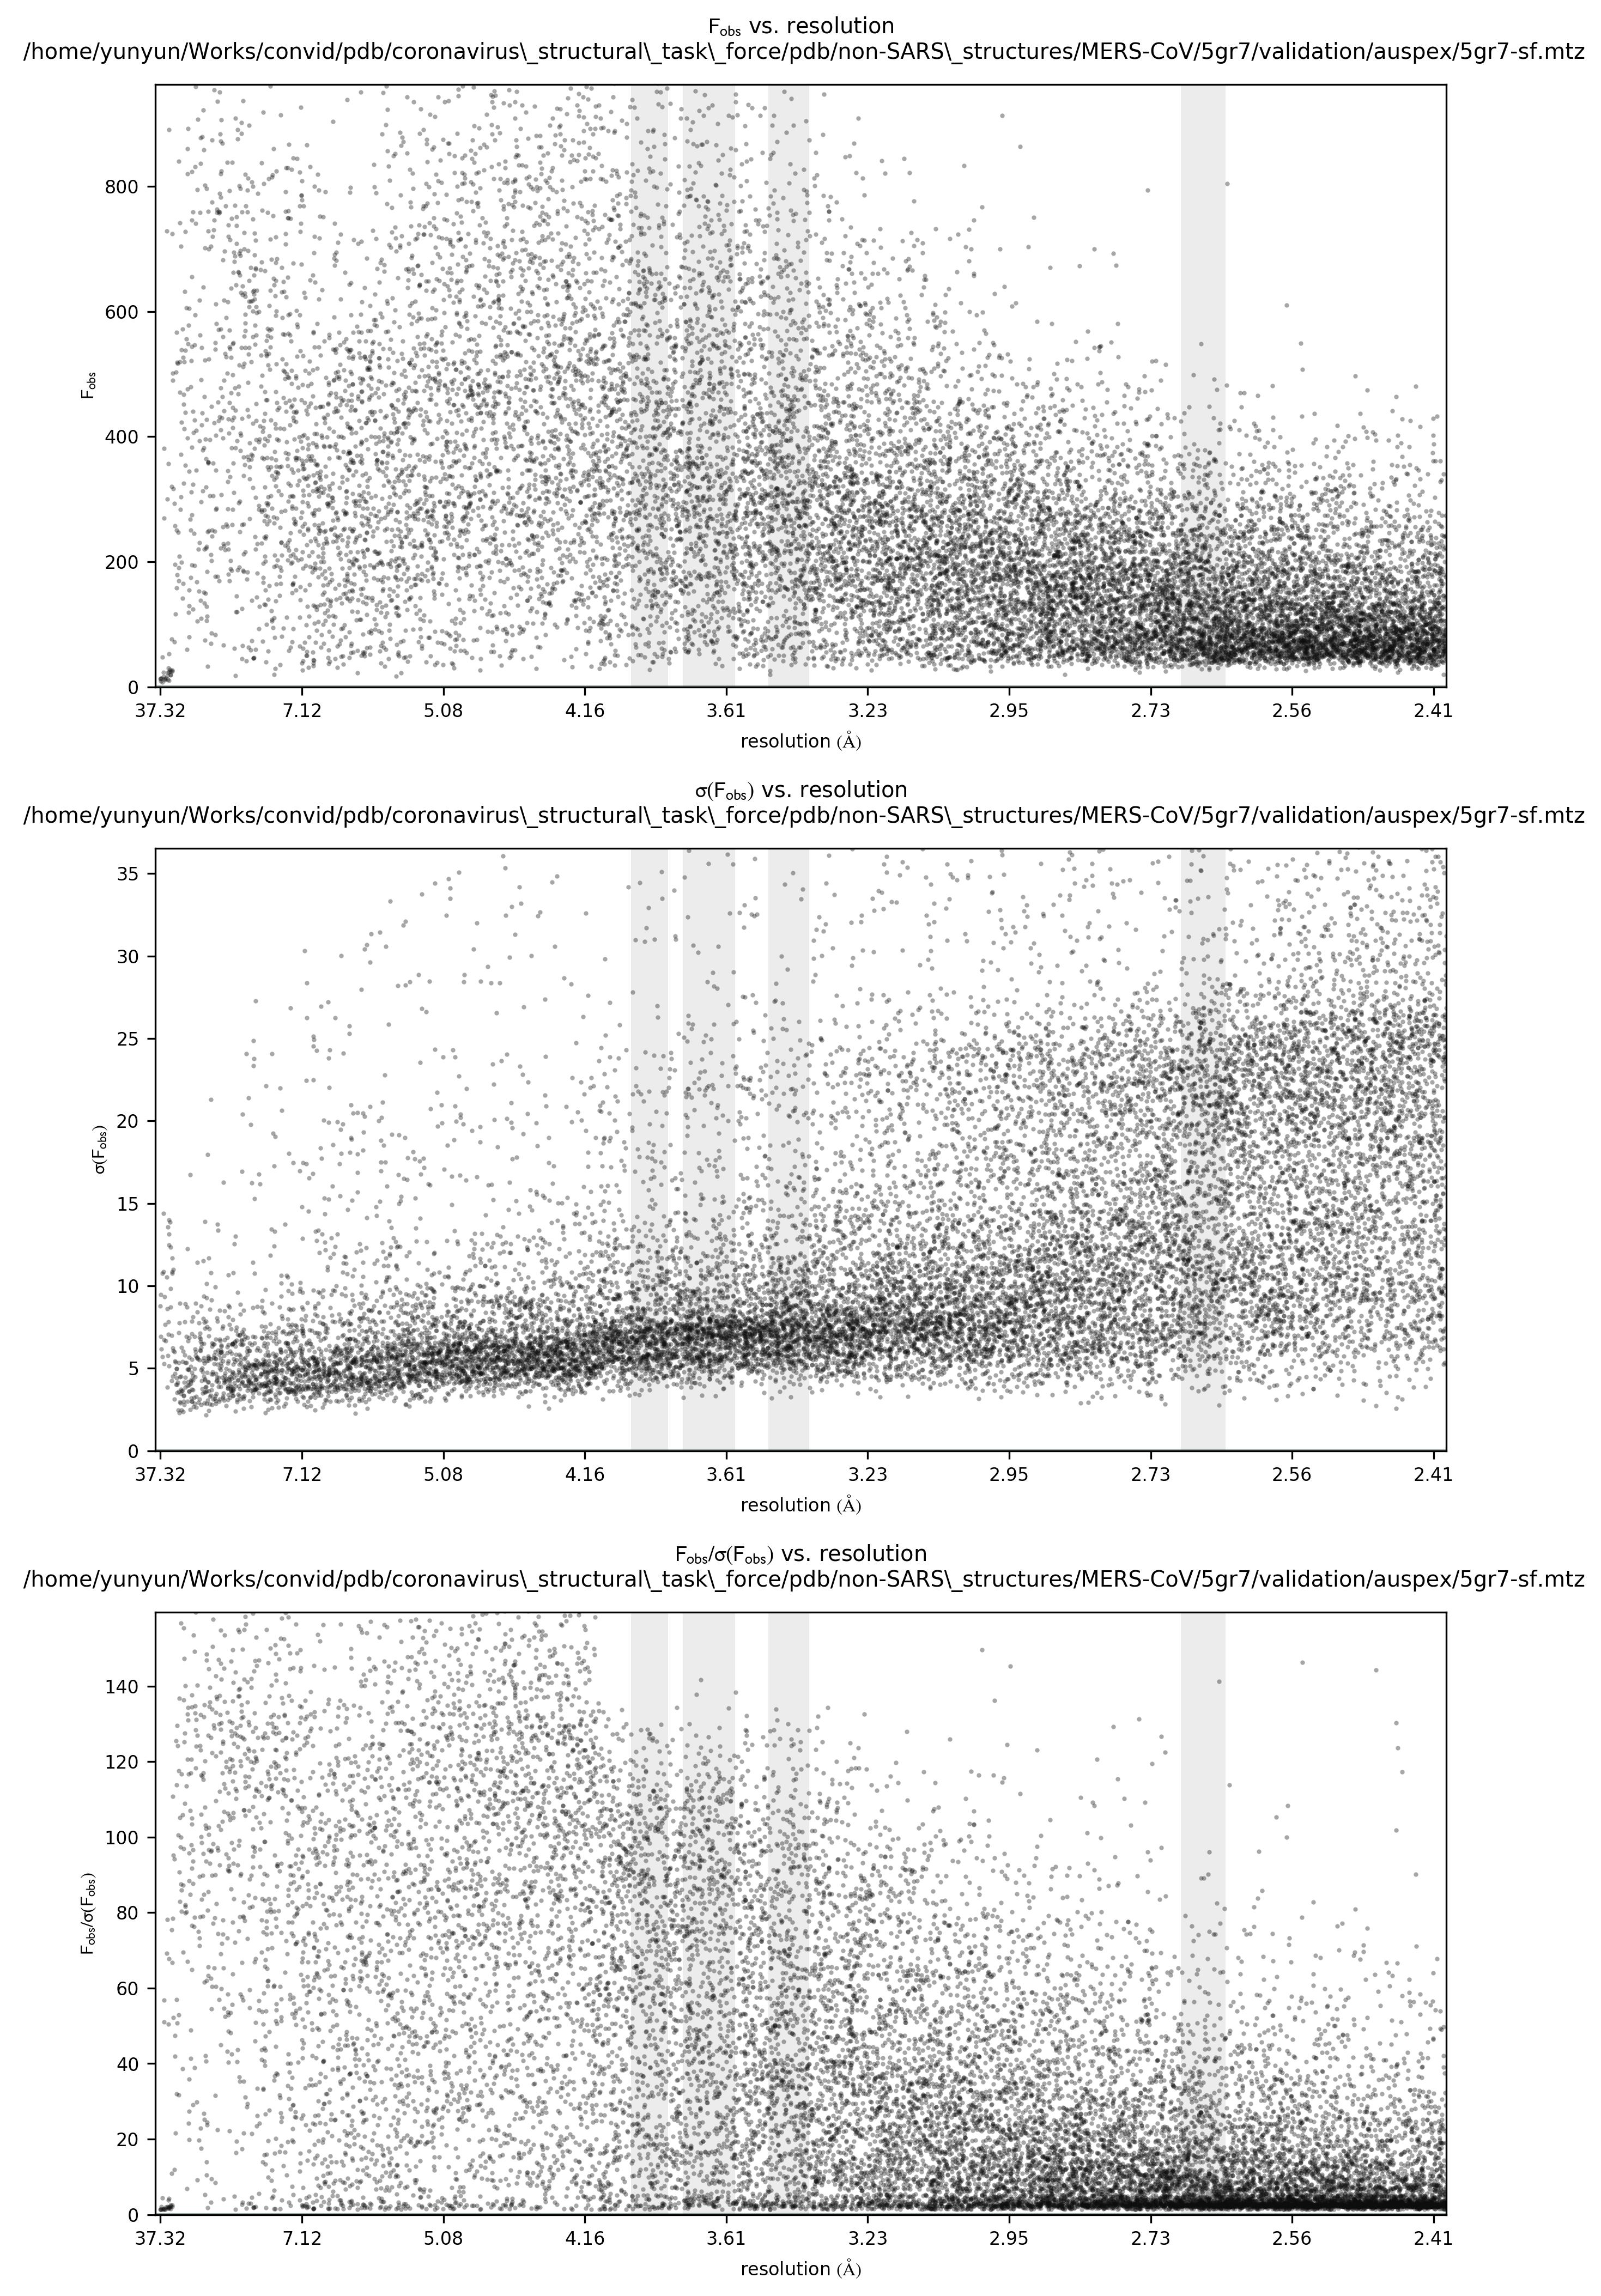 Fobs vs. resolution
/home/yunyun/Works/convid/pdb/coronavirus\_structural\_task\_force/pdb/non-SARS\_structures/MERS-CoV/5gr7/validation/auspex/5gr7-sf.mtz
800
600
400
200
0
Fobs
37.32 7.12 5.08 4.16 3.61 3.23 2.95 2.73 2.56 2.41
resolution (Å)
σ(Fobs) vs. resolution
/home/yunyun/Works/convid/pdb/coronavirus\_structural\_task\_force/pdb/non-SARS\_structures/MERS-CoV/5gr7/validation/auspex/5gr7-sf.mtz
35
30
25
20
15
10
5
0
σ(Fobs)
37.32 7.12 5.08 4.16 3.61 3.23 2.95 2.73 2.56 2.41
resolution (Å)
Fobs/σ(Fobs) vs. resolution
/home/yunyun/Works/convid/pdb/coronavirus\_structural\_task\_force/pdb/non-SARS\_structures/MERS-CoV/5gr7/validation/auspex/5gr7-sf.mtz
140
120
100
80
60
40
20
0
Fobs/σ(Fobs)
37.32 7.12 5.08 4.16 3.61 3.23 2.95 2.73 2.56 2.41
resolution (Å)